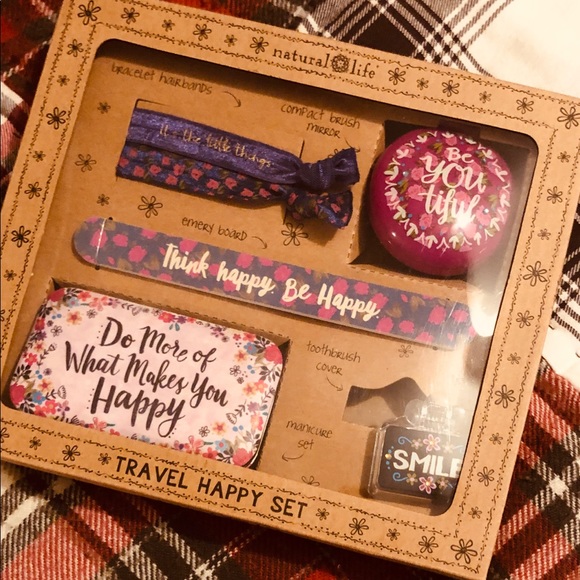 natural life
bracelet hairbands
compact brush
mirror
it's the little things
Be
YOU
tiful
emery board
Think happy. Be Happy.
toothbrush
cover
Do More of
What Makes You
Happy
manicure
set
SMILE
TRAVEL HAPPY SET